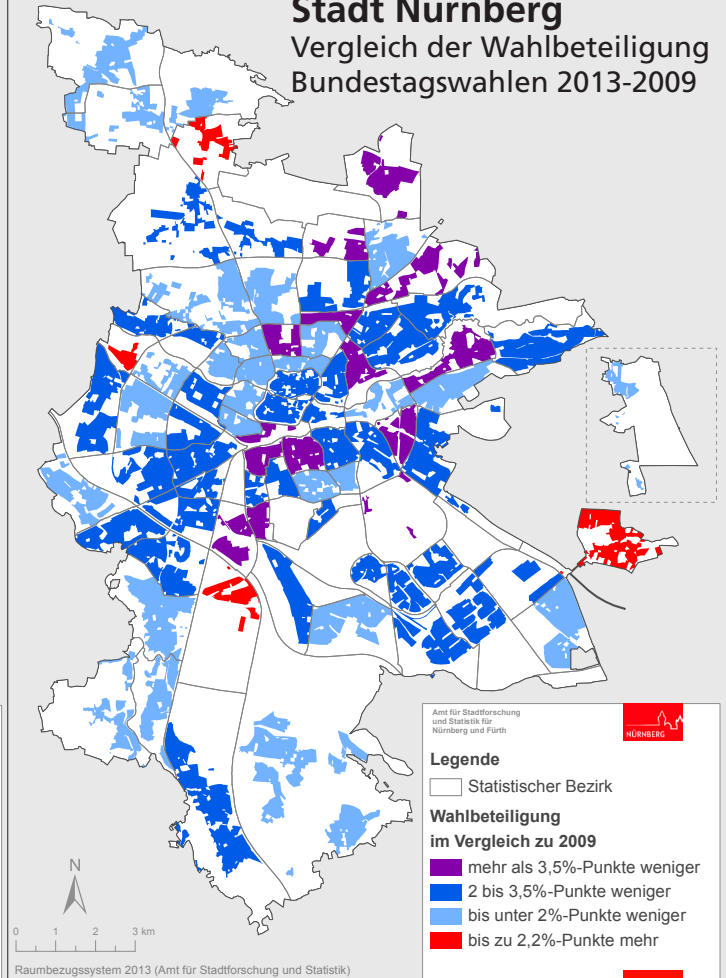 Stadt Nürnberg
Vergleich der Wahlbeteiligung
Bundestagswahlen 2013-2009
Amt für Stadtforschung
und Statistik für
Nürnberg und Fürth
NÜRNBERG
Legende
Statistischer Bezirk
Wahlbeteiligung
im Vergleich zu 2009
mehr als 3,5%-Punkte weniger
2 bis 3,5%-Punkte weniger
bis unter 2%-Punkte weniger
bis zu 2,2%-Punkte mehr
N
0 1 2 3 km
Raumbezugssystem 2013 (Amt für Stadtforschung und Statistik)